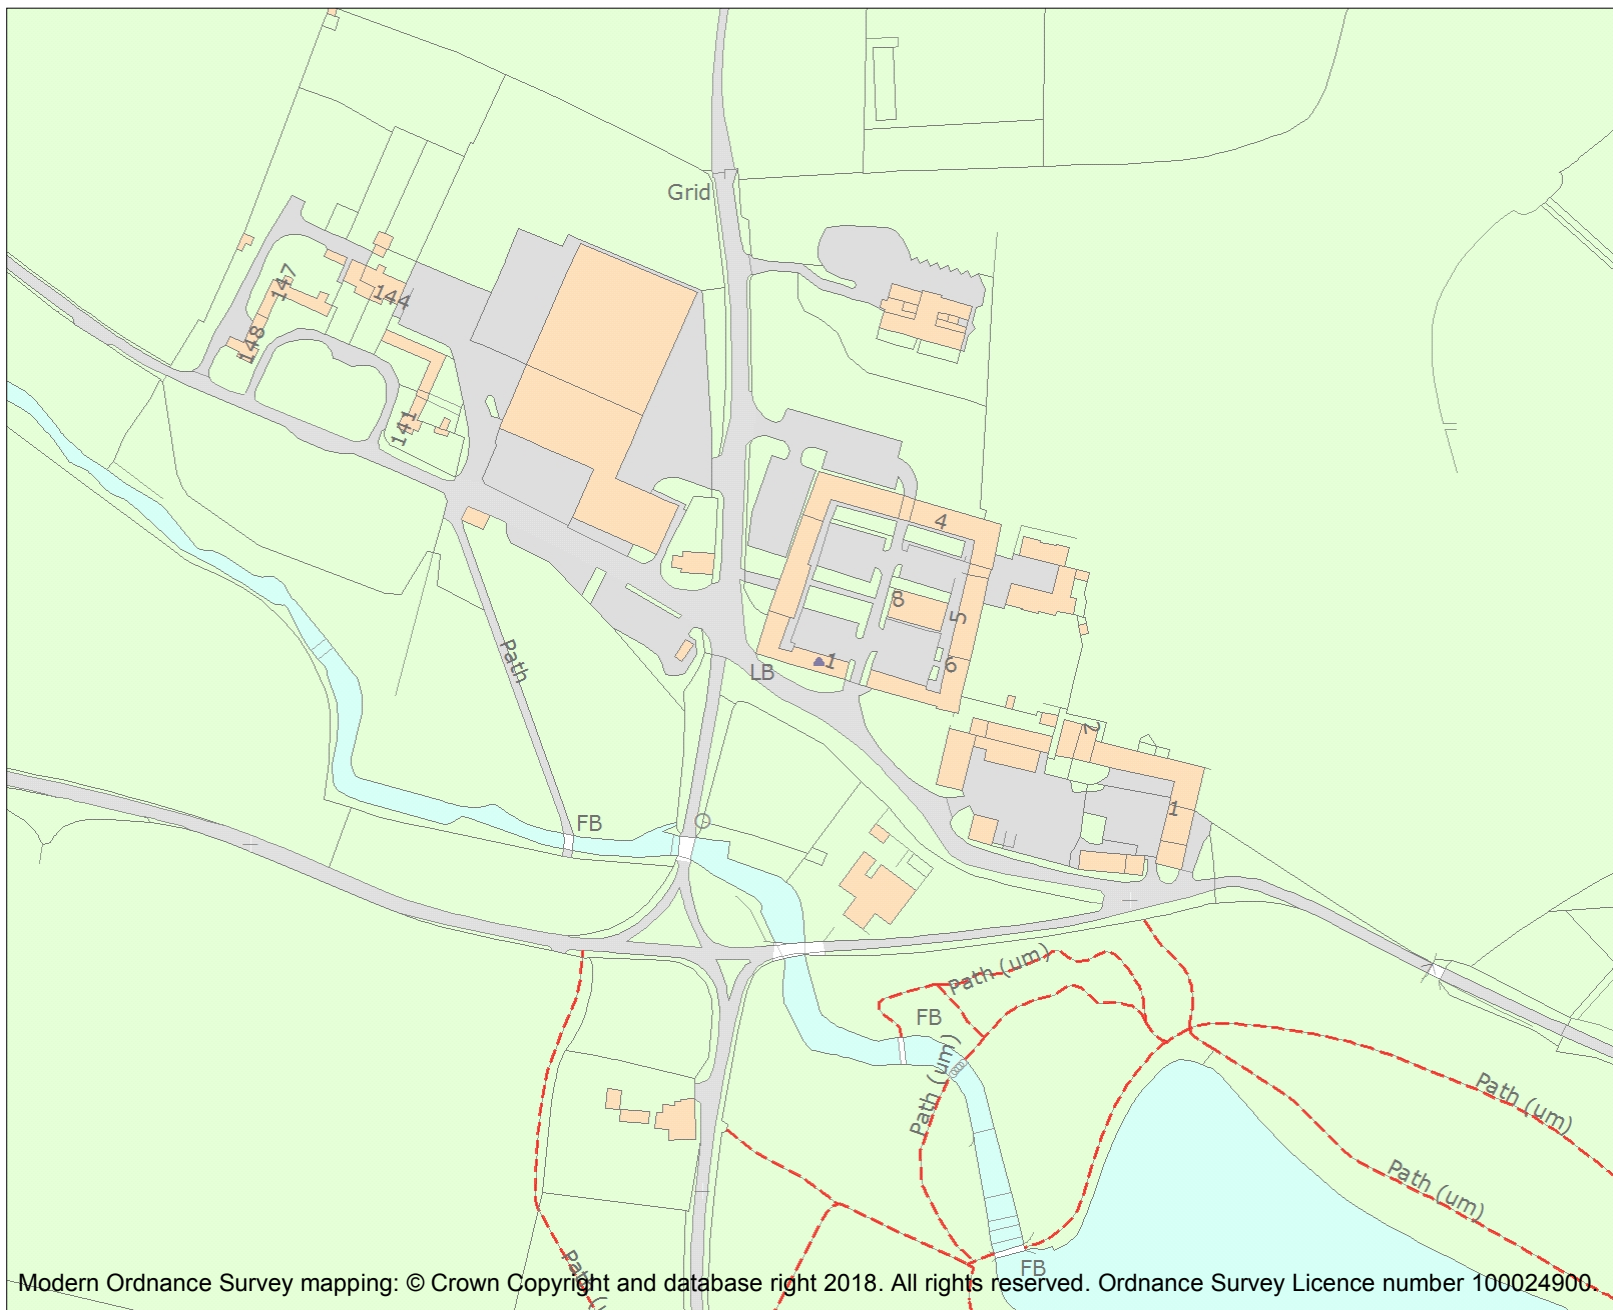 Grid
147
144
148
141
4
8
5
1
6
LB
Path
2
1
FB
Path (um)
FB
Path (um)
Path (um)
Path (um)
FB
Path (u
Modern Ordnance Survey mapping: © Crown Copyright and database right 2018. All rights reserved. Ordnance Survey Licence number 100024900.